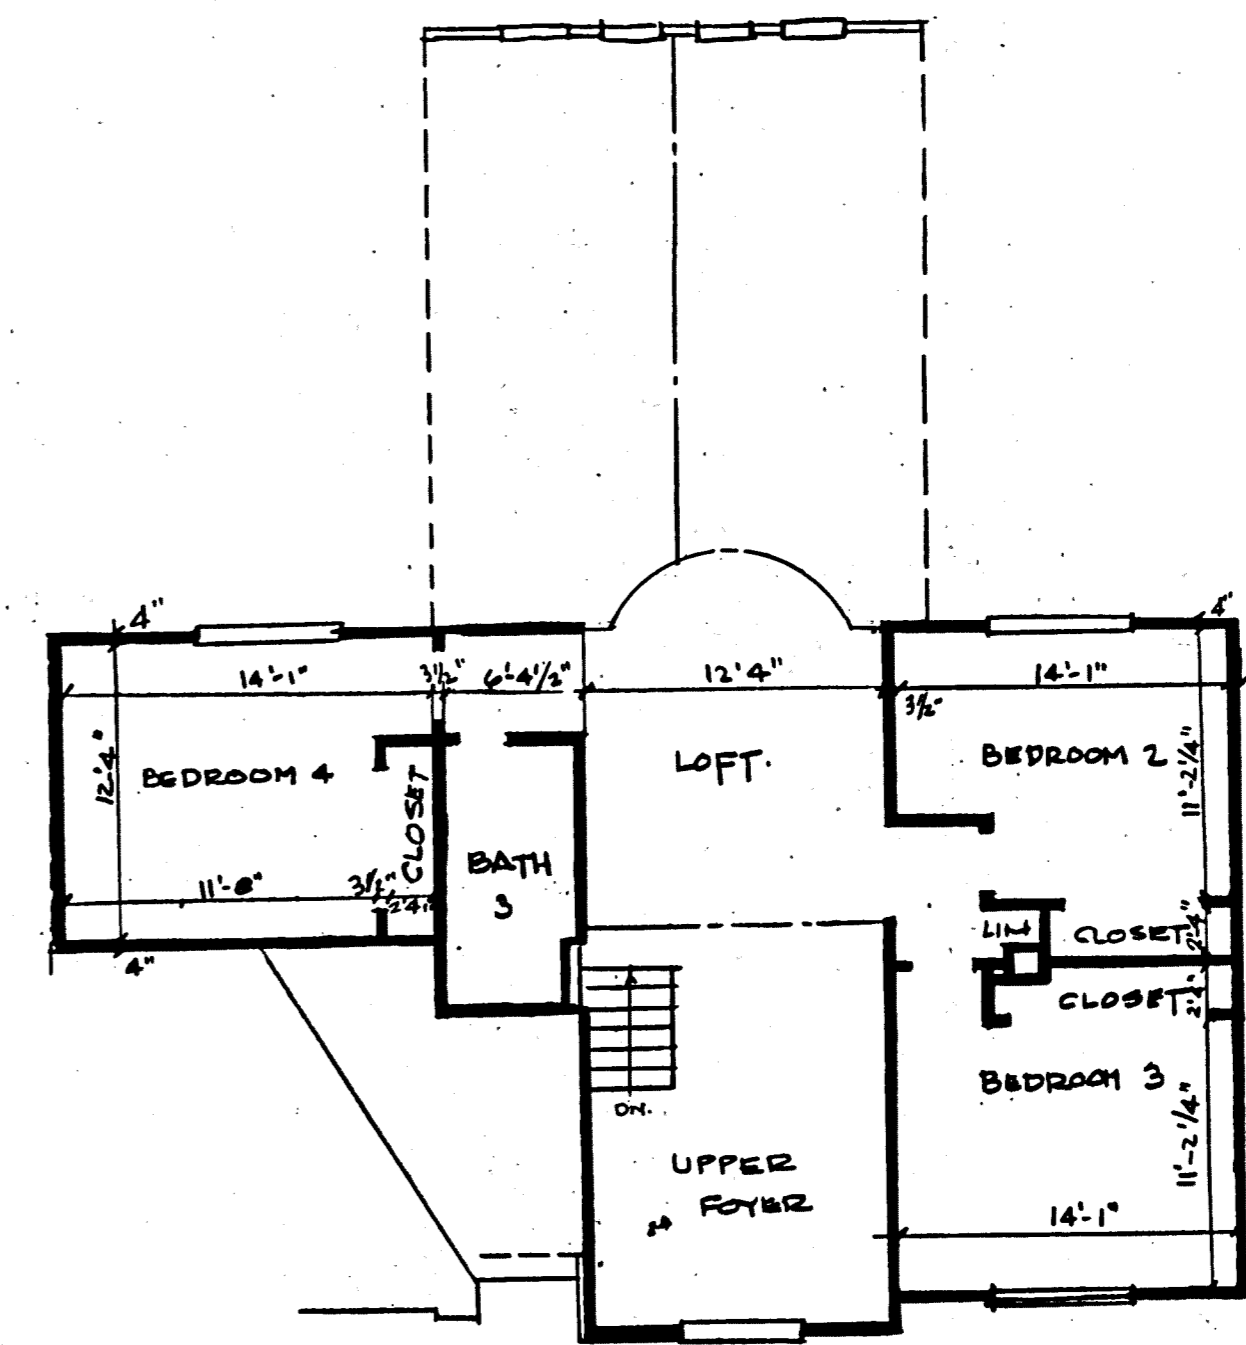 4"
4"
14'-1"
3½"
6'-4½"
12'4"
3½"
14'-1"
12'4"
BEDROOM 4
CLOSET
LOFT.
BEDROOM 2
11'-2¼"
BATH
3
11'-8"
3½"
4"
LIN
CLOSET
2'4"
CLOSET
2'4"
DN.
BEDROOM 3
11'-2¼"
UPPER
FOYER
14'-1"